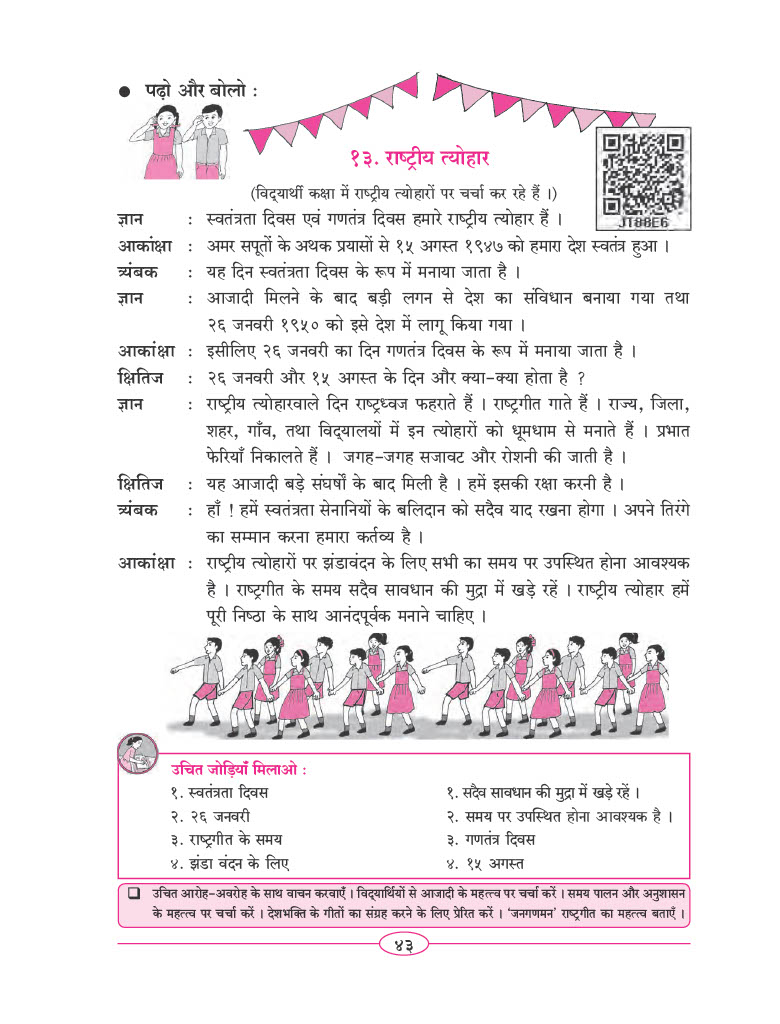 ● पढ़ो और बोलो :
१३. राष्ट्रीय त्योहार
JT88E6
(विद्यार्थी कक्षा में राष्ट्रीय त्योहारों पर चर्चा कर रहे हैं ।)
ज्ञान : स्वतंत्रता दिवस एवं गणतंत्र दिवस हमारे राष्ट्रीय त्योहार हैं ।
आकांक्षा : अमर सपूतों के अथक प्रयासों से १५ अगस्त १९४७ को हमारा देश स्वतंत्र हुआ ।
त्र्यंबक : यह दिन स्वतंत्रता दिवस के रूप में मनाया जाता है ।
ज्ञान : आजादी मिलने के बाद बड़ी लगन से देश का संविधान बनाया गया तथा
२६ जनवरी १९५० को इसे देश में लागू किया गया ।
आकांक्षा : इसीलिए २६ जनवरी का दिन गणतंत्र दिवस के रूप में मनाया जाता है ।
क्षितिज : २६ जनवरी और १५ अगस्त के दिन और क्या-क्या होता है ?
ज्ञान : राष्ट्रीय त्योहारवाले दिन राष्ट्रध्वज फहराते हैं । राष्ट्रगीत गाते हैं । राज्य, जिला,
शहर, गाँव, तथा विद्यालयों में इन त्योहारों को धूमधाम से मनाते हैं । प्रभात
फेरियाँ निकालते हैं । जगह-जगह सजावट और रोशनी की जाती है ।
क्षितिज : यह आजादी बड़े संघर्षों के बाद मिली है । हमें इसकी रक्षा करनी है ।
त्र्यंबक : हाँ ! हमें स्वतंत्रता सेनानियों के बलिदान को सदैव याद रखना होगा । अपने तिरंगे
का सम्मान करना हमारा कर्तव्य है ।
आकांक्षा : राष्ट्रीय त्योहारों पर झंडावंदन के लिए सभी का समय पर उपस्थित होना आवश्यक
है । राष्ट्रगीत के समय सदैव सावधान की मुद्रा में खड़े रहें । राष्ट्रीय त्योहार हमें
पूरी निष्ठा के साथ आनंदपूर्वक मनाने चाहिए ।
उचित जोड़ियाँ मिलाओ :
१. स्वतंत्रता दिवस १. सदैव सावधान की मुद्रा में खड़े रहें ।
२. २६ जनवरी २. समय पर उपस्थित होना आवश्यक है ।
३. राष्ट्रगीत के समय ३. गणतंत्र दिवस
४. झंडा वंदन के लिए ४. १५ अगस्त
❑ उचित आरोह-अवरोह के साथ वाचन करवाएँ । विद्यार्थियों से आजादी के महत्त्व पर चर्चा करें । समय पालन और अनुशासन
के महत्त्व पर चर्चा करें । देशभक्ति के गीतों का संग्रह करने के लिए प्रेरित करें । ‘जनगणमन’ राष्ट्रगीत का महत्त्व बताएँ ।
४३